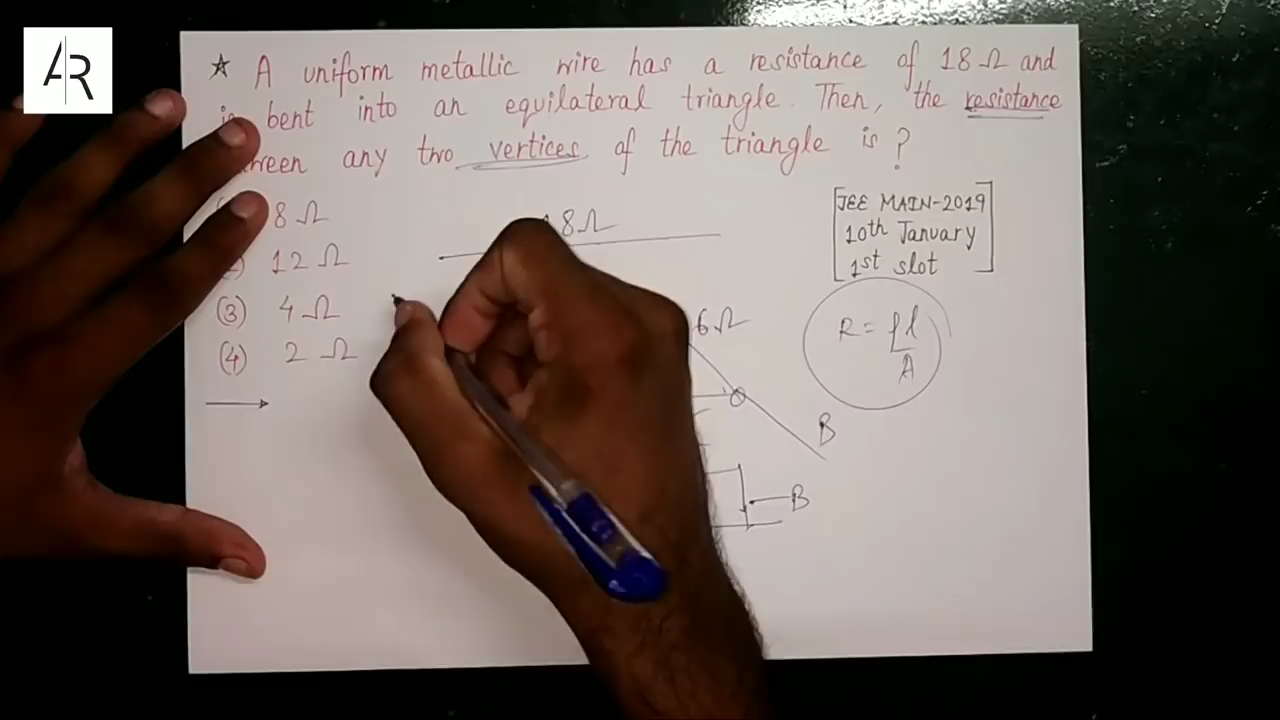 AR
☆ A uniform metallic wire has a resistance of 18 Ω and
bent into an equilateral triangle. Then, the resistance
any two vertices of the triangle is?
8 Ω
12 Ω
(3) 4 Ω
(4) 2 Ω
8Ω
[JEE MAIN-2019
10th January
1st slot]
6Ω
R = ρl
A
B
B